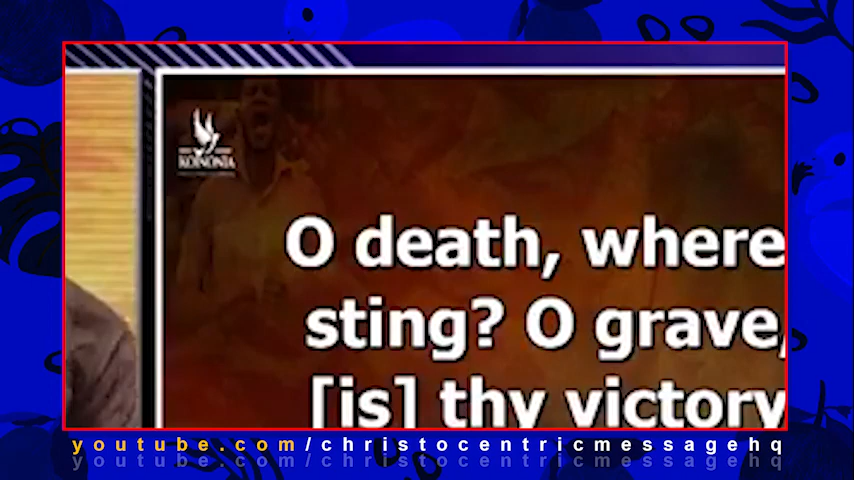 KOINONIA
O death, where
sting? O grave,
[is] thy victory
youtube.com/christocentricmessagehq